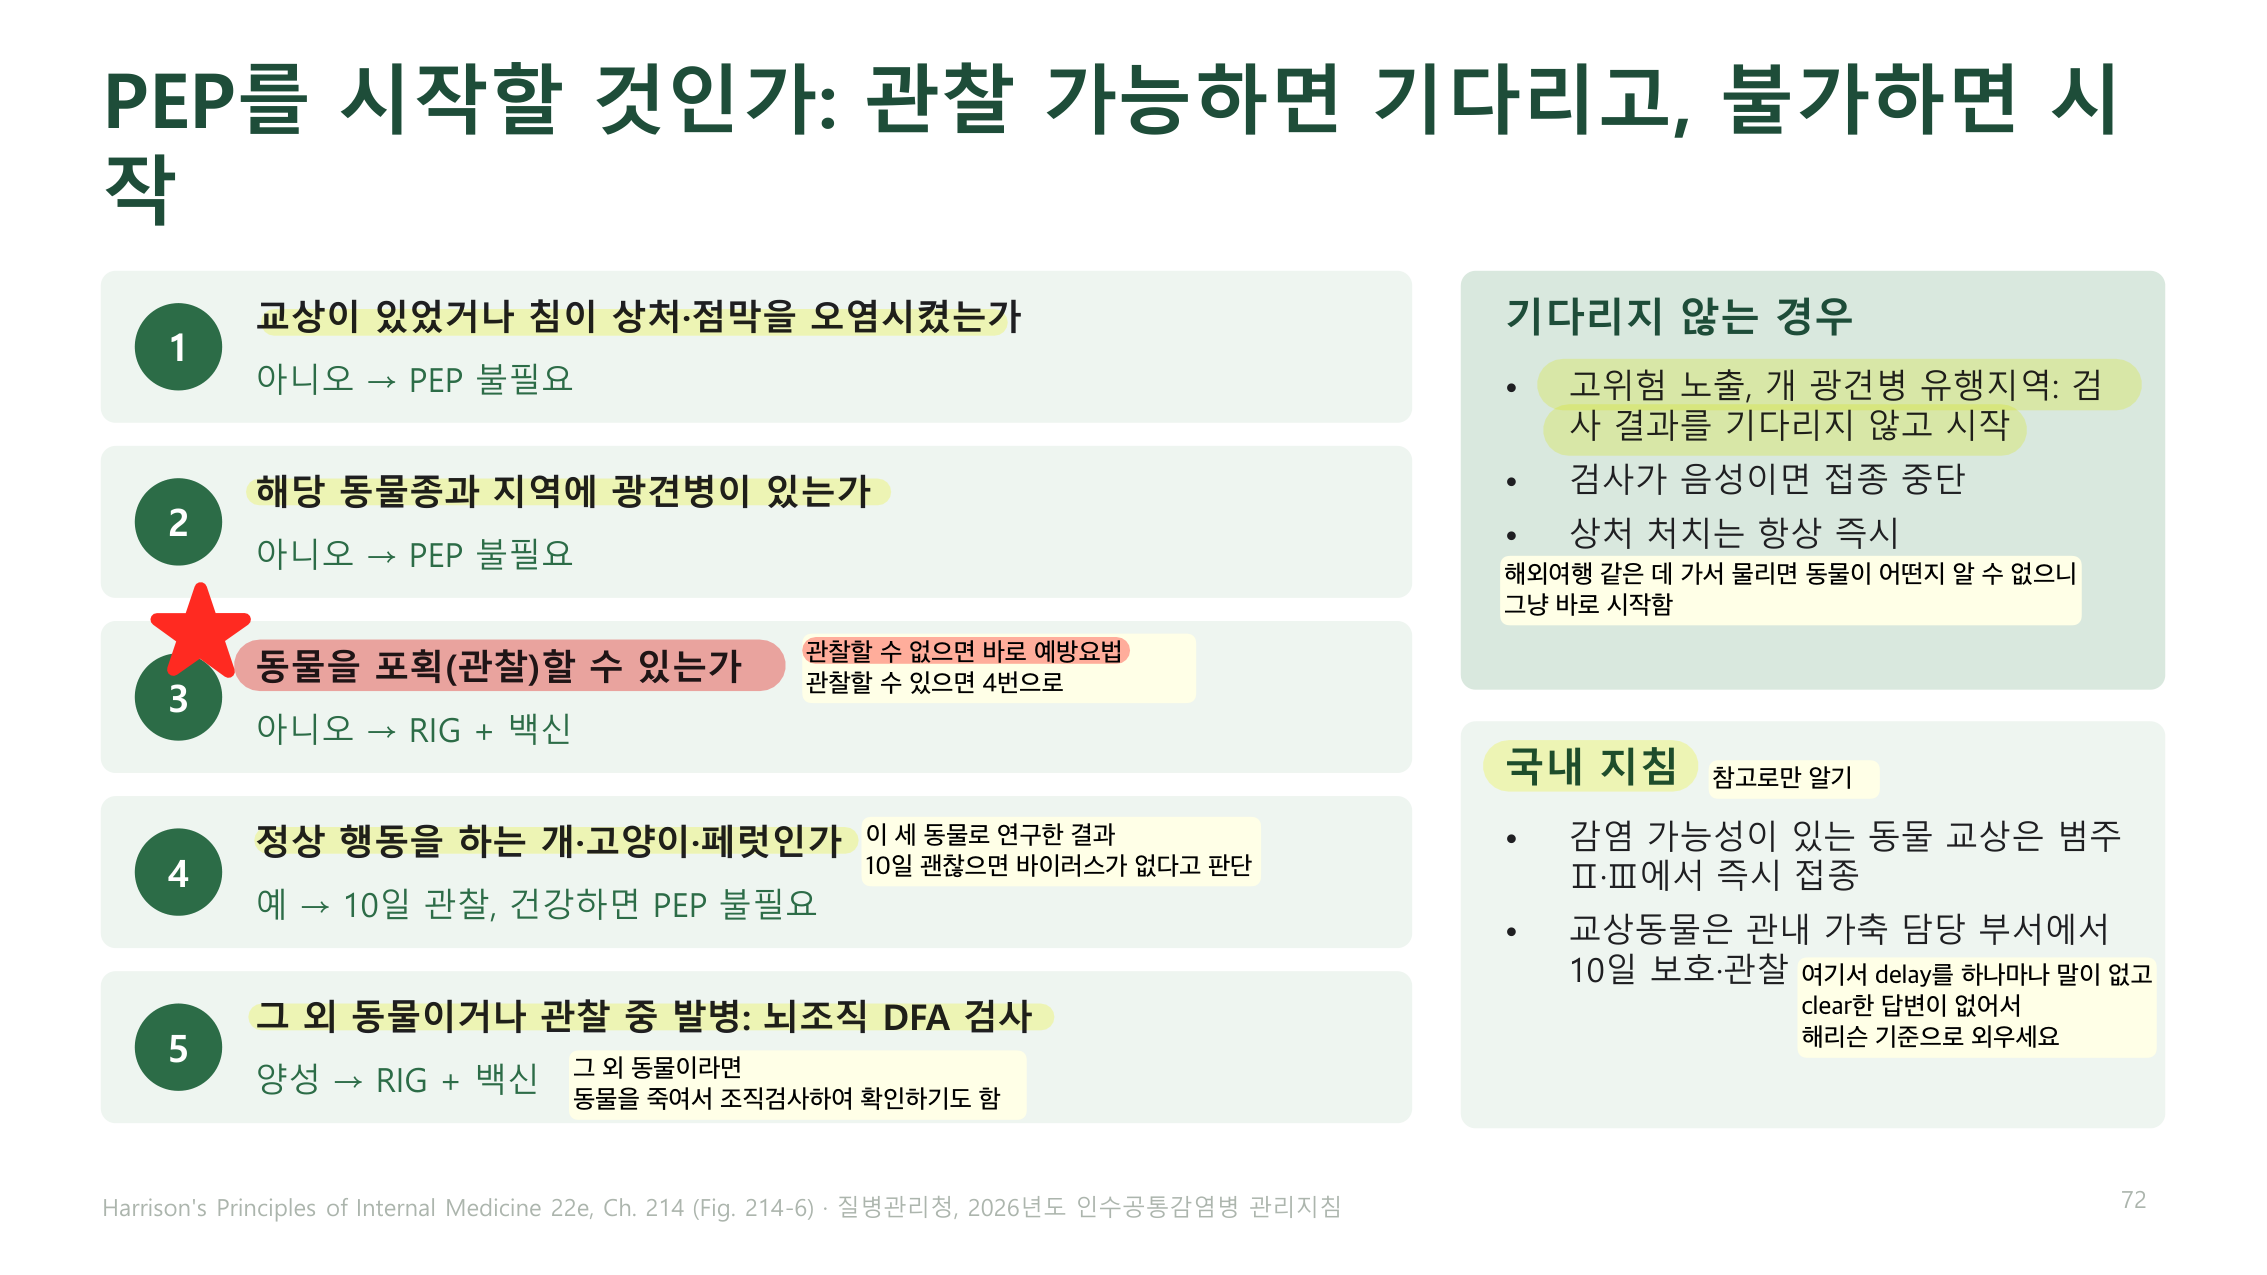 PEP를 시작할 것인가: 관찰 가능하면 기다리고, 불가하면 시
작
1
교상이 있었거나 침이 상처·점막을 오염시켰는가
아니오 → PEP 불필요
2
해당 동물종과 지역에 광견병이 있는가
아니오 → PEP 불필요
3
동물을 포획(관찰)할 수 있는가
관찰할 수 없으면 바로 예방요법
관찰할 수 있으면 4번으로
아니오 → RIG + 백신
4
정상 행동을 하는 개·고양이·페럿인가
이 세 동물로 연구한 결과
10일 괜찮으면 바이러스가 없다고 판단
예 → 10일 관찰, 건강하면 PEP 불필요
5
그 외 동물이거나 관찰 중 발병: 뇌조직 DFA 검사
양성 → RIG + 백신
그 외 동물이라면
동물을 죽여서 조직검사하여 확인하기도 함
기다리지 않는 경우
• 고위험 노출, 개 광견병 유행지역: 검
사 결과를 기다리지 않고 시작
• 검사가 음성이면 접종 중단
• 상처 처치는 항상 즉시
해외여행 같은 데 가서 물리면 동물이 어떤지 알 수 없으니
그냥 바로 시작함
국내 지침
참고로만 알기
• 감염 가능성이 있는 동물 교상은 범주
Ⅱ·Ⅲ에서 즉시 접종
• 교상동물은 관내 가축 담당 부서에서
10일 보호·관찰
여기서 delay를 하나마나 말이 없고
clear한 답변이 없어서
해리슨 기준으로 외우세요
Harrison's Principles of Internal Medicine 22e, Ch. 214 (Fig. 214-6) · 질병관리청, 2026년도 인수공통감염병 관리지침
72